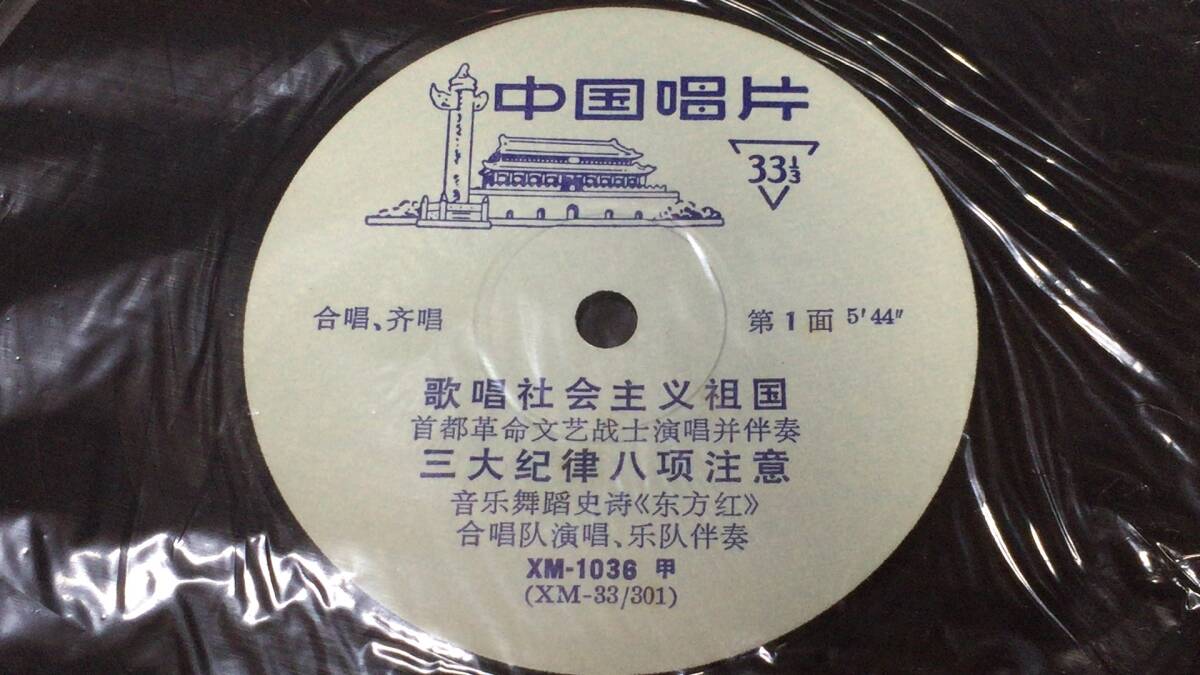 中国唱片
33⅓
合唱、齐唱
第1面 5′44″
歌唱社会主义祖国
首都革命文艺战士演唱并伴奏
三大纪律八项注意
音乐舞蹈史诗《东方红》
合唱队演唱、乐队伴奏
XM-1036 甲
(XM-33/301)